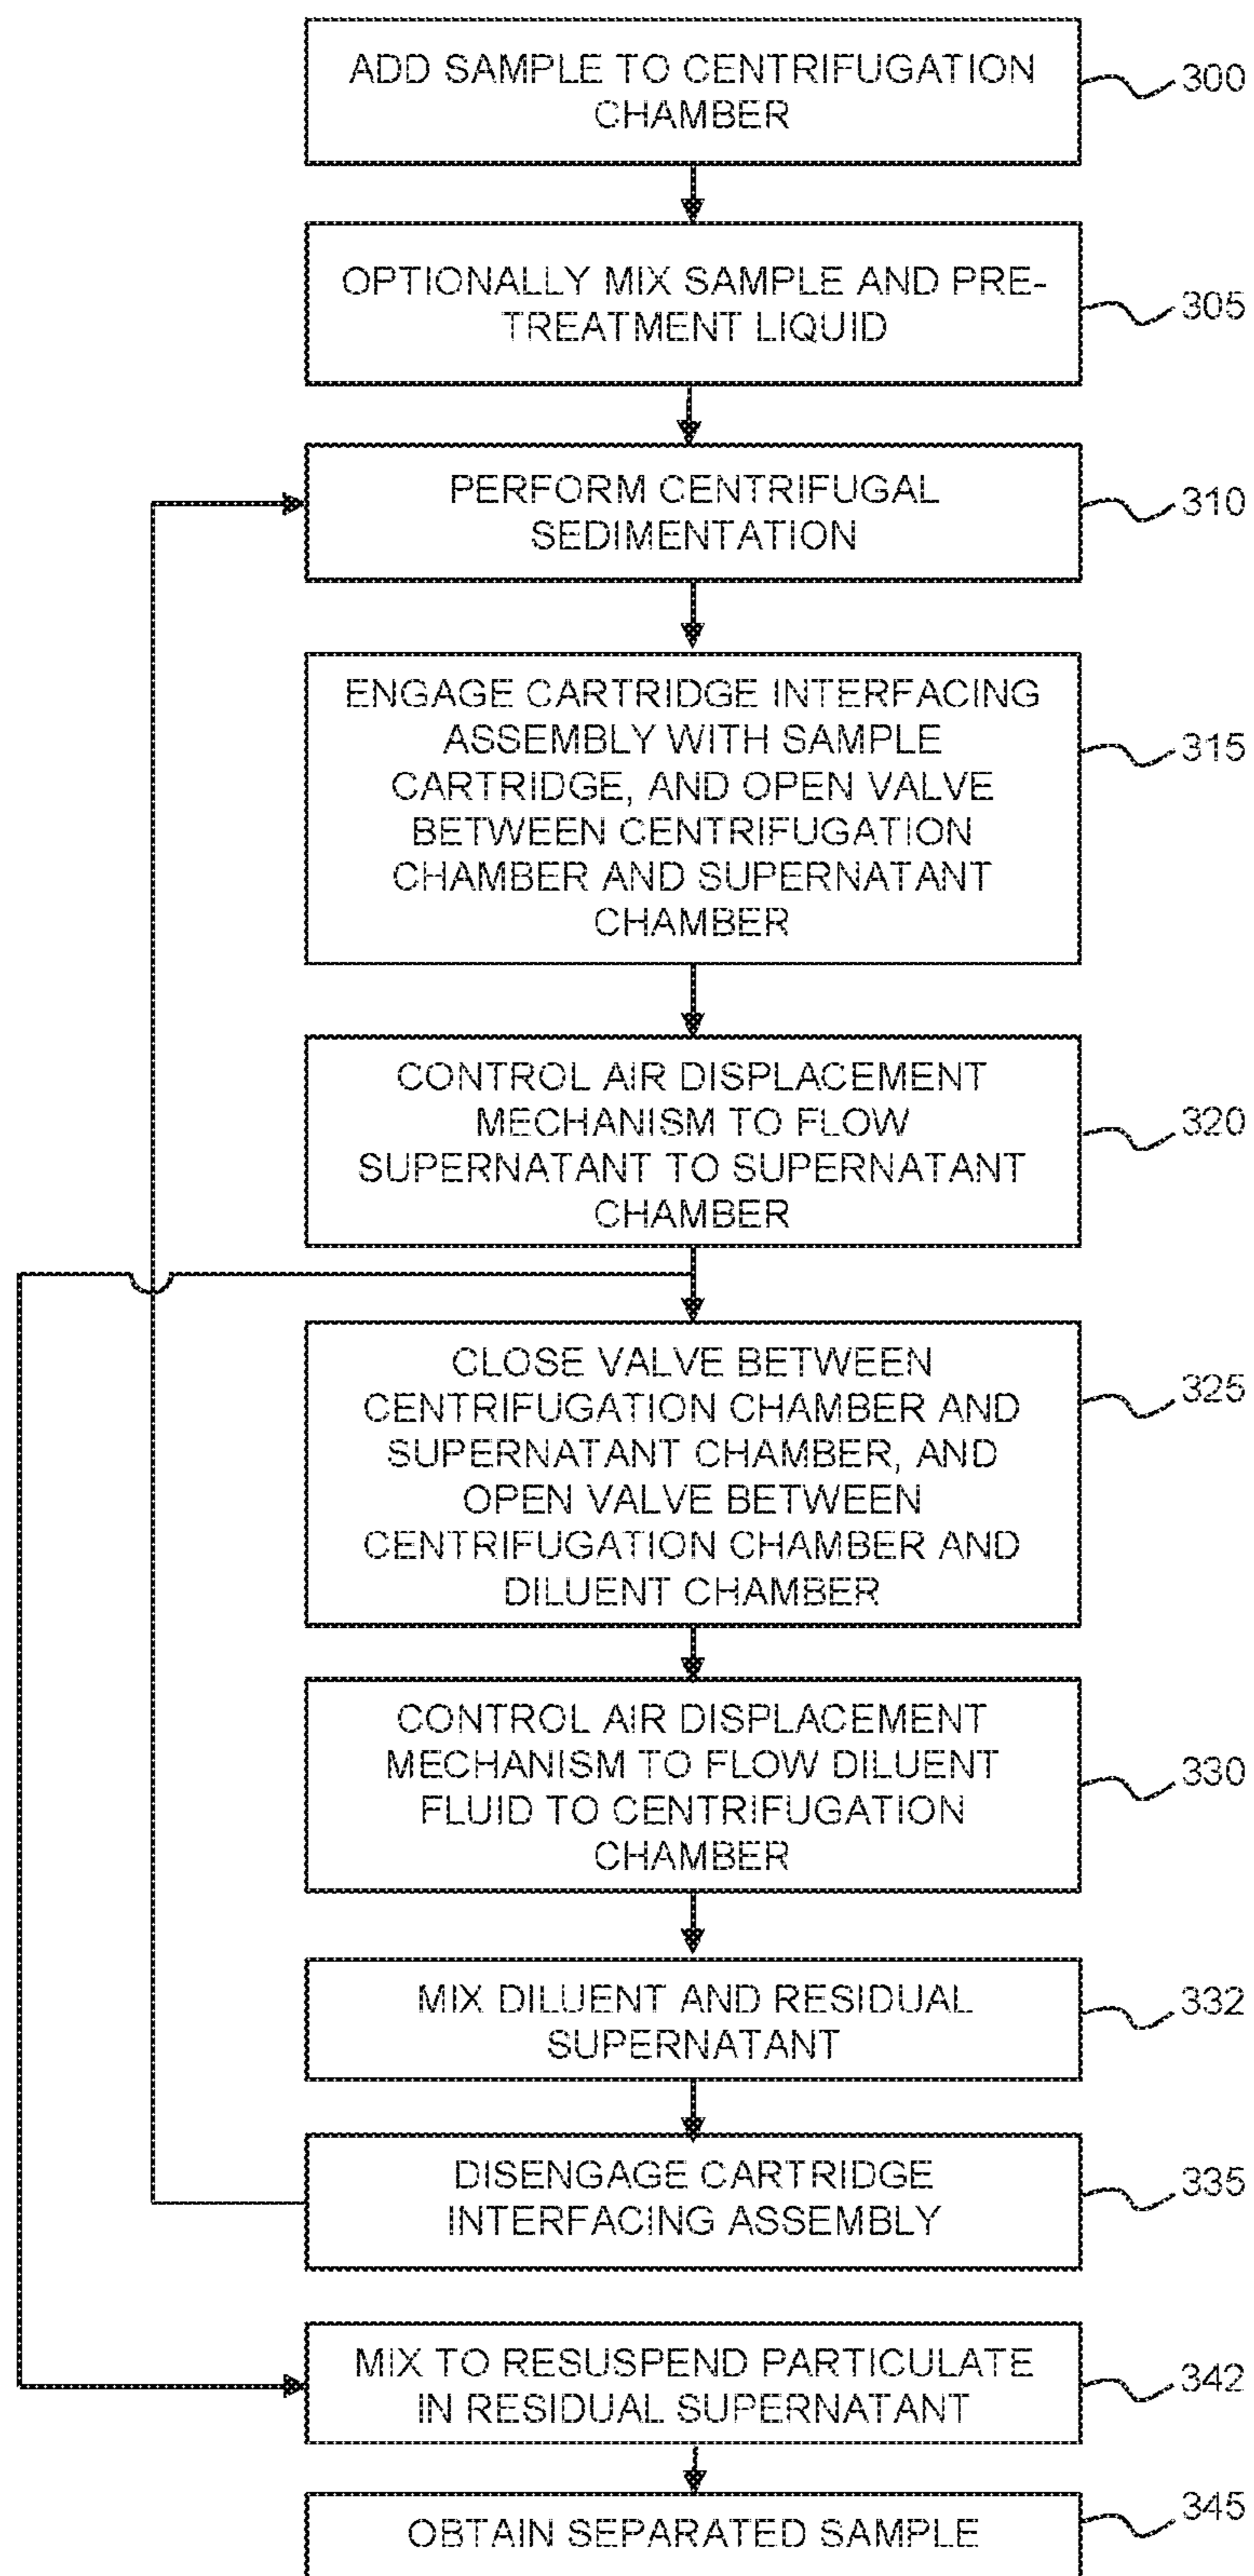 ADD SAMPLE TO CENTRIFUGATION
CHAMBER
300
OPTIONALLY MIX SAMPLE AND PRE-
TREATMENT LIQUID
305
PERFORM CENTRIFUGAL
SEDIMENTATION
310
ENGAGE CARTRIDGE INTERFACING
ASSEMBLY WITH SAMPLE
CARTRIDGE, AND OPEN VALVE
BETWEEN CENTRIFUGATION
CHAMBER AND SUPERNATANT
CHAMBER
315
CONTROL AIR DISPLACEMENT
MECHANISM TO FLOW
SUPERNATANT TO SUPERNATANT
CHAMBER
320
CLOSE VALVE BETWEEN
CENTRIFUGATION CHAMBER AND
SUPERNATANT CHAMBER, AND
OPEN VALVE BETWEEN
CENTRIFUGATION CHAMBER AND
DILUENT CHAMBER
325
CONTROL AIR DISPLACEMENT
MECHANISM TO FLOW DILUENT
FLUID TO CENTRIFUGATION
CHAMBER
330
MIX DILUENT AND RESIDUAL
SUPERNATANT
332
DISENGAGE CARTRIDGE
INTERFACING ASSEMBLY
335
MIX TO RESUSPEND PARTICULATE
IN RESIDUAL SUPERNATANT
342
OBTAIN SEPARATED SAMPLE
345